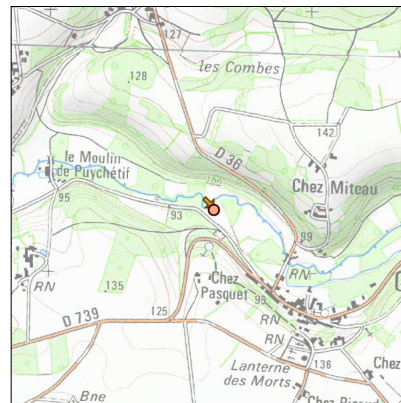 127
les Combes
128
142
D 36
le Moulin
de Puychétif
Chez Miteau
95
93
99
RN
Chez
Pasquet
95
RN
135
D 739
125
RN
RN
Lanterne
des Morts
136
Chez
Bne